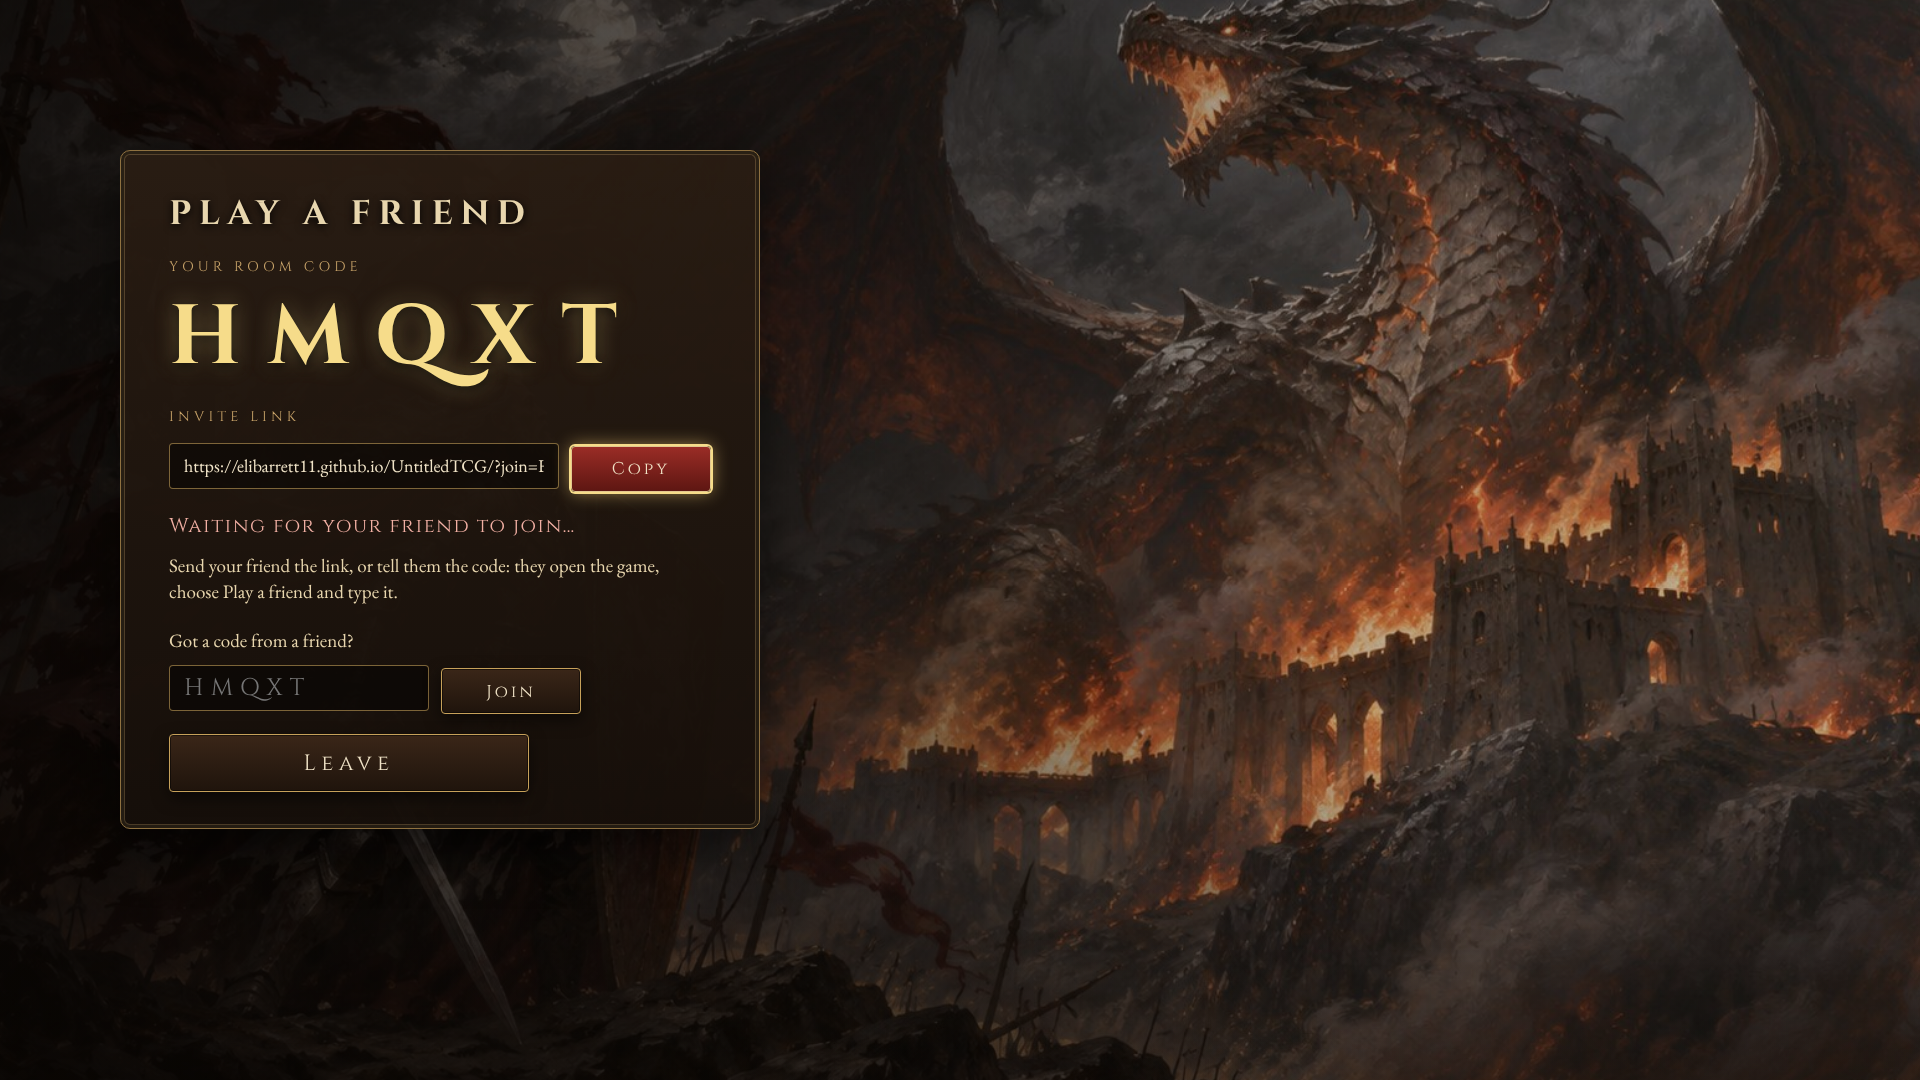 PLAY A FRIEND
YOUR ROOM CODE
HMQXT
INVITE LINK
https://elibarrett11.github.io/UntitledTCG/?join=
Copy
Waiting for your friend to join...
Send your friend the link, or tell them the code: they open the game,
choose Play a friend and type it.
Got a code from a friend?
HMQXT
Join
Leave